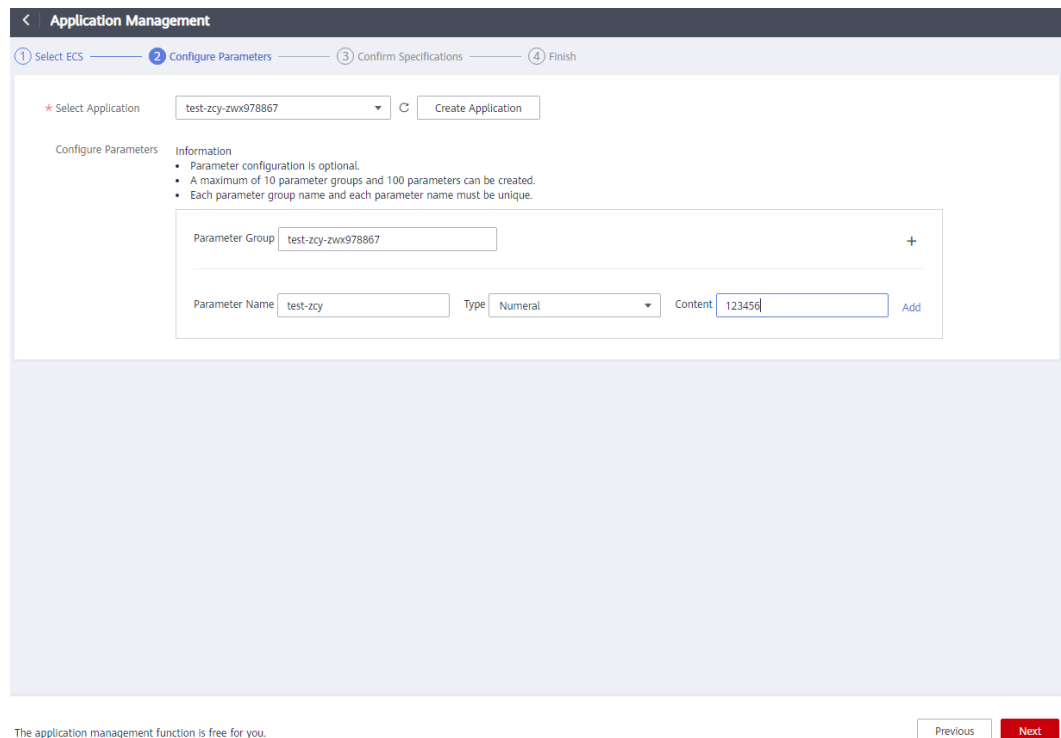 Application Management
1 Select ECS 2 Configure Parameters 3 Confirm Specifications 4 Finish
* Select Application test-zcy-zwx978867 Create Application
Configure Parameters Information
• Parameter configuration is optional.
• A maximum of 10 parameter groups and 100 parameters can be created.
• Each parameter group name and each parameter name must be unique.
Parameter Group test-zcy-zwx978867 +
Parameter Name test-zcy Type Numeral Content 123456 Add
The application management function is free for you. Previous Next